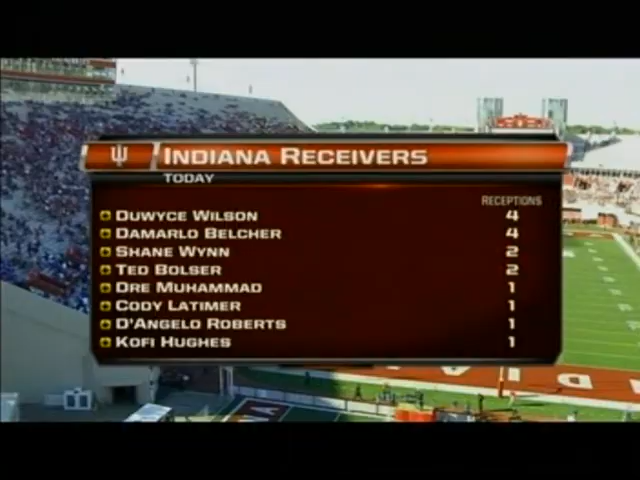 INDIANA RECEIVERS
TODAY
RECEPTIONS
DUWYCE WILSON 4
DAMARLO BELCHER 4
SHANE WYNN 2
TED BOLSER 2
DRE MUHAMMAD 1
CODY LATIMER 1
D'ANGELO ROBERTS 1
KOFI HUGHES 1